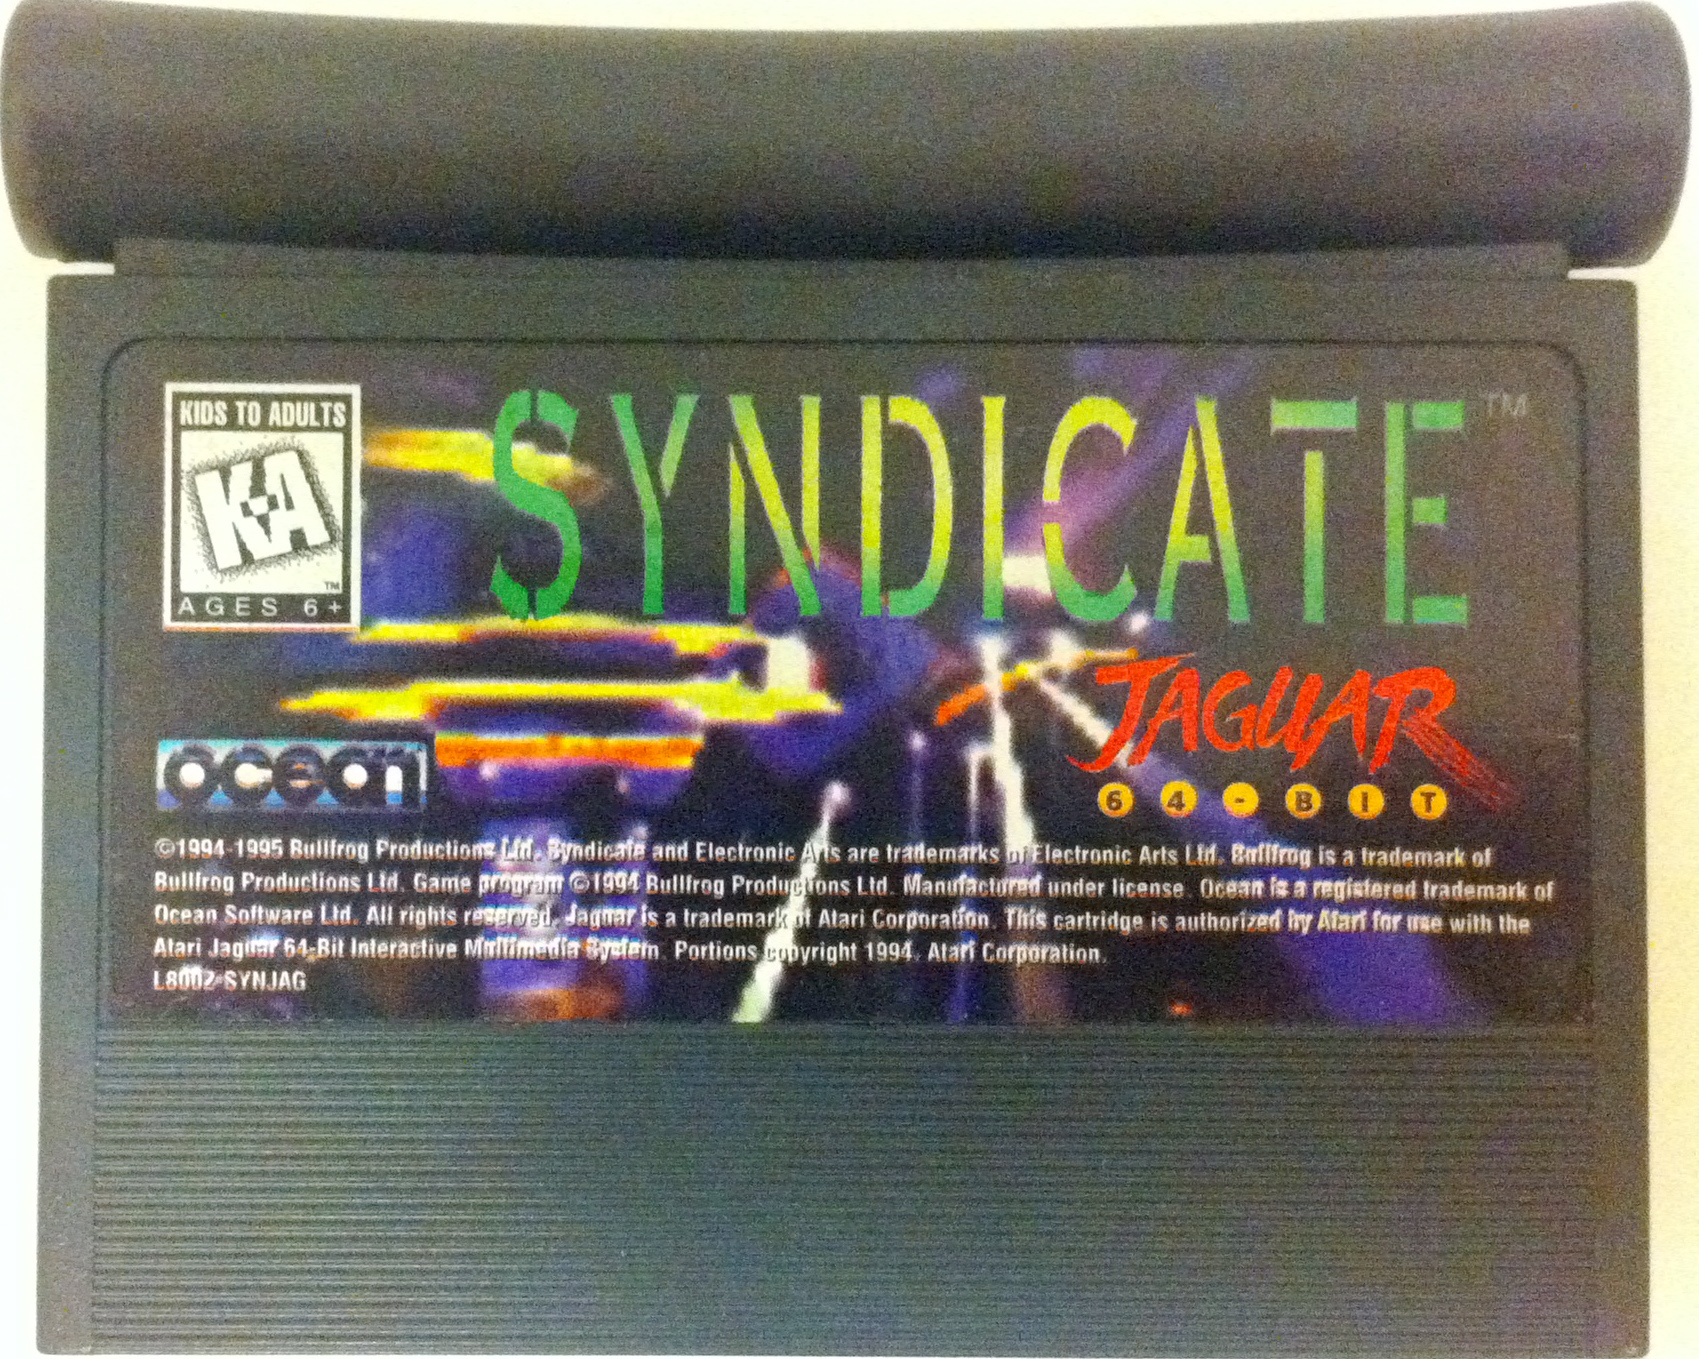 KIDS TO ADULTS
KA
TM
AGES 6+
SYNDICATE TM
JAGUAR
64-BIT
ocean
©1994-1995 Bullfrog Productions Ltd. Syndicate and Electronic Arts are trademarks of Electronic Arts Ltd. Bullfrog is a trademark of
Bullfrog Productions Ltd. Game program ©1994 Bullfrog Productions Ltd. Manufactured under license. Ocean is a registered trademark of
Ocean Software Ltd. All rights reserved. Jaguar is a trademark of Atari Corporation. This cartridge is authorized by Atari for use with the
Atari Jaguar 64-Bit Interactive Multimedia System. Portions copyright 1994, Atari Corporation.
L8002-SYNJAG